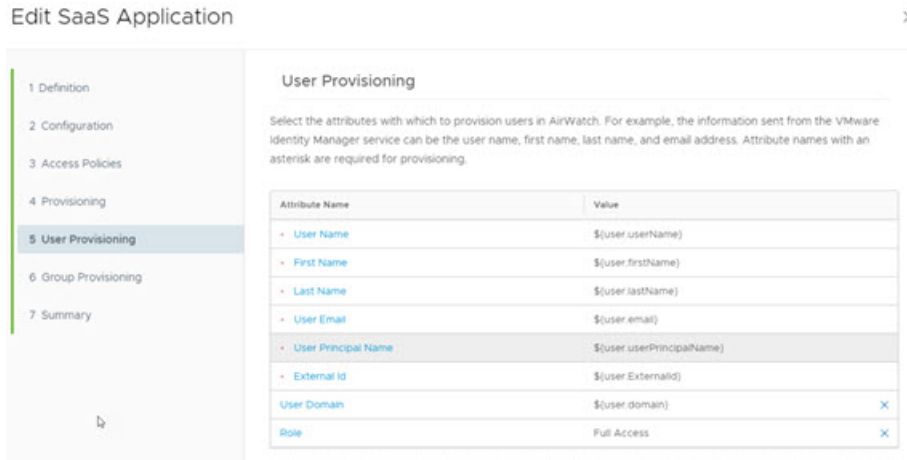 Edit SaaS Application
1 Definition
2 Configuration
3 Access Policies
4 Provisioning
5 User Provisioning
6 Group Provisioning
7 Summary
User Provisioning
Select the attributes with which to provision users in AirWatch. For example, the information sent from the VMware
Identity Manager service can be the user name, first name, last name, and email address. Attribute names with an
asterisk are required for provisioning.
Attribute Name Value
* User Name ${user.userName}
* First Name ${user.firstName}
* Last Name ${user.lastName}
* User Email ${user.email}
* User Principal Name ${user.userPrincipalName}
* External Id ${user.ExternalId}
User Domain ${user.domain}
Role Full Access